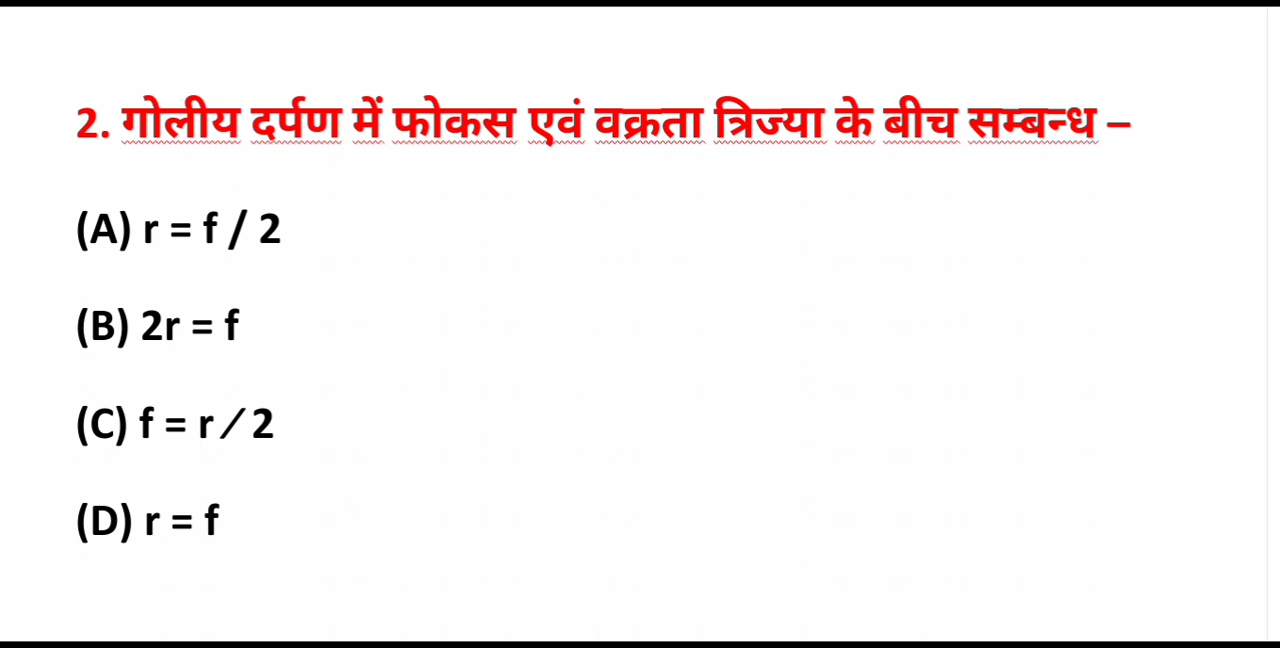 2. गोलीय दर्पण में फोकस एवं वक्रता त्रिज्या के बीच सम्बन्ध –
(A) r = f / 2
(B) 2r = f
(C) f = r ∕ 2
(D) r = f